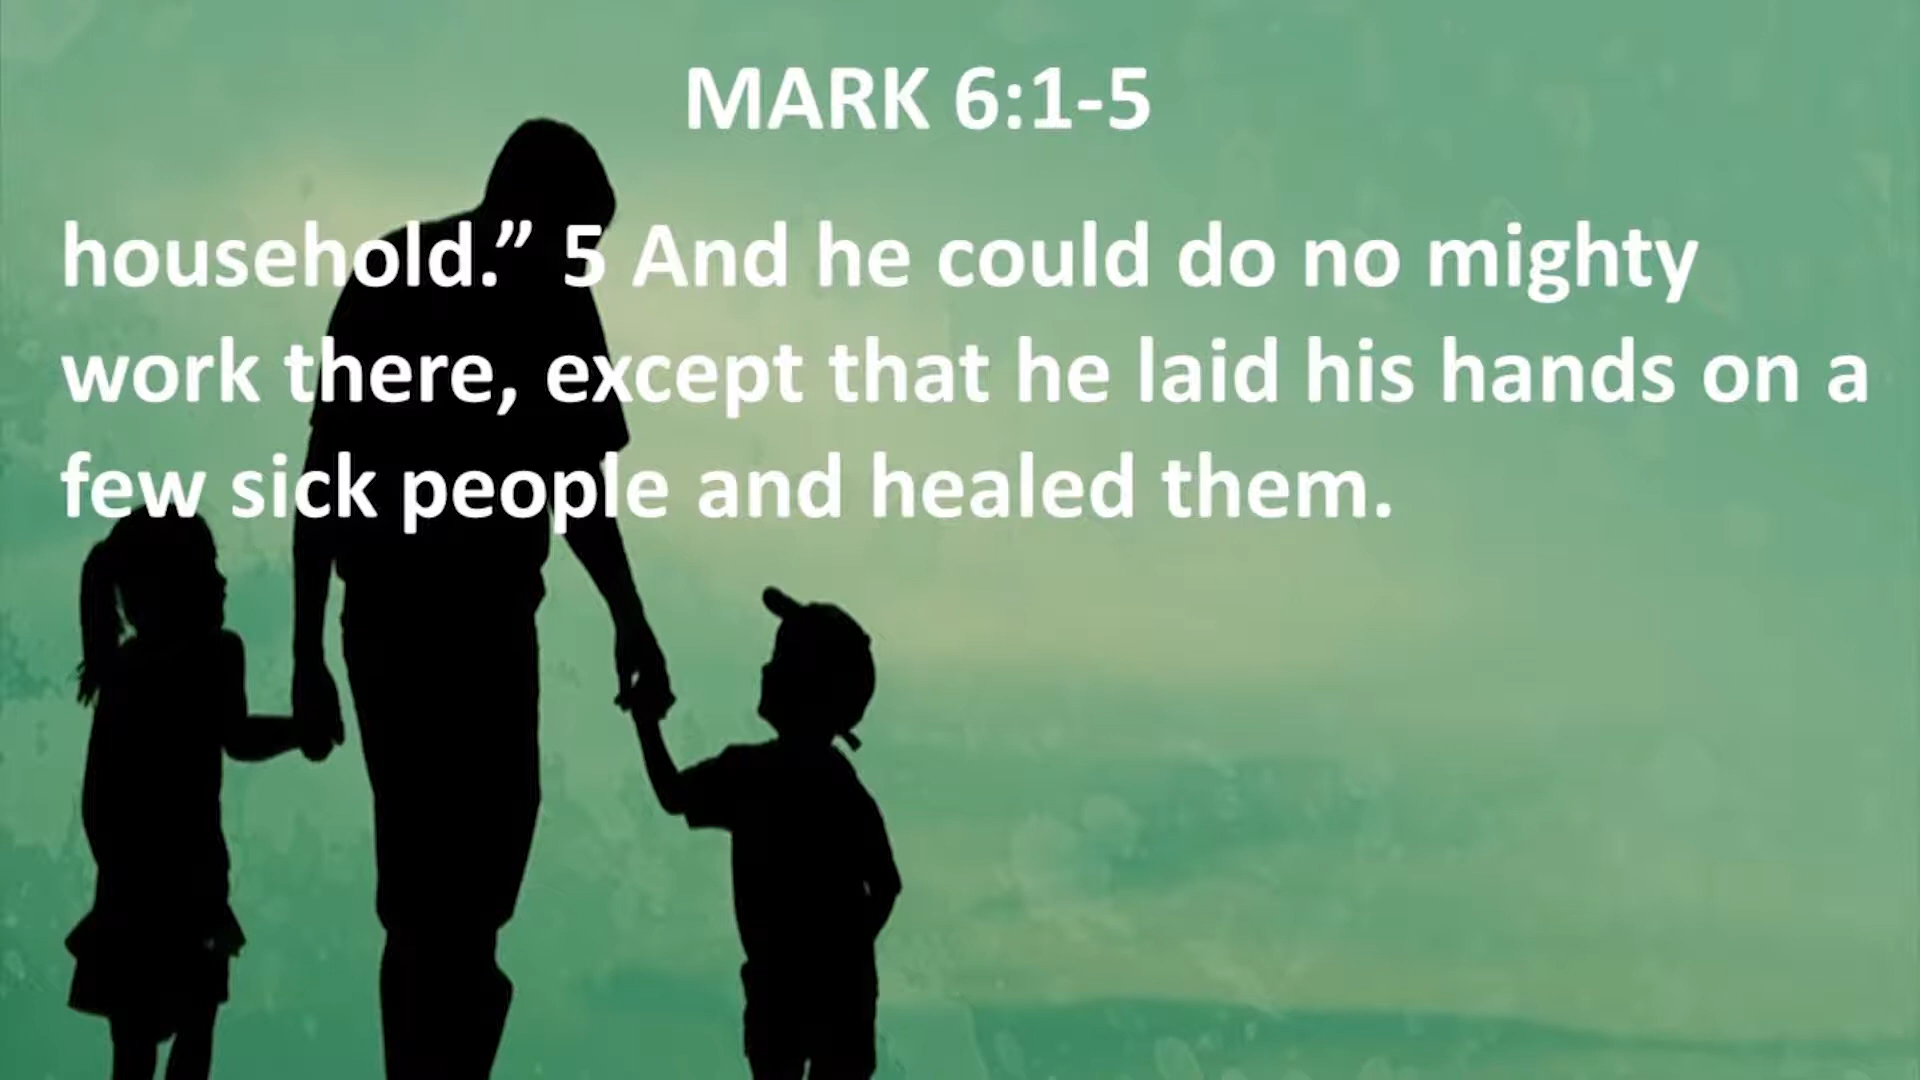 MARK 6:1-5
household.” 5 And he could do no mighty
work there, except that he laid his hands on a
few sick people and healed them.